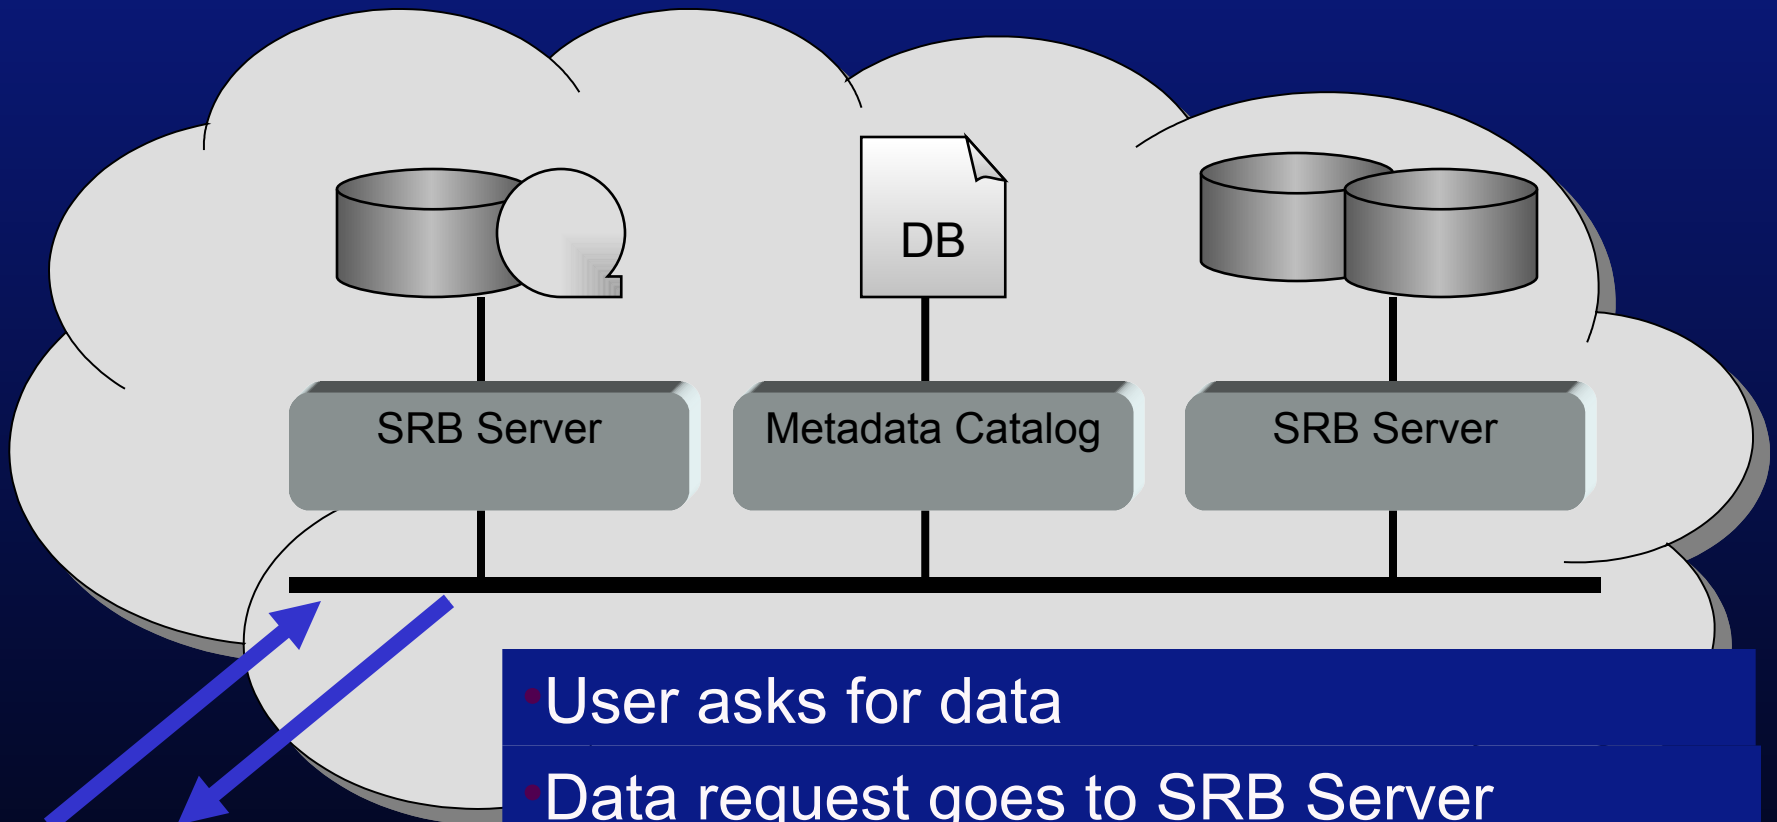 DB
SRB Server
Metadata Catalog
SRB Server
•User asks for data
•Data request goes to SRB Server